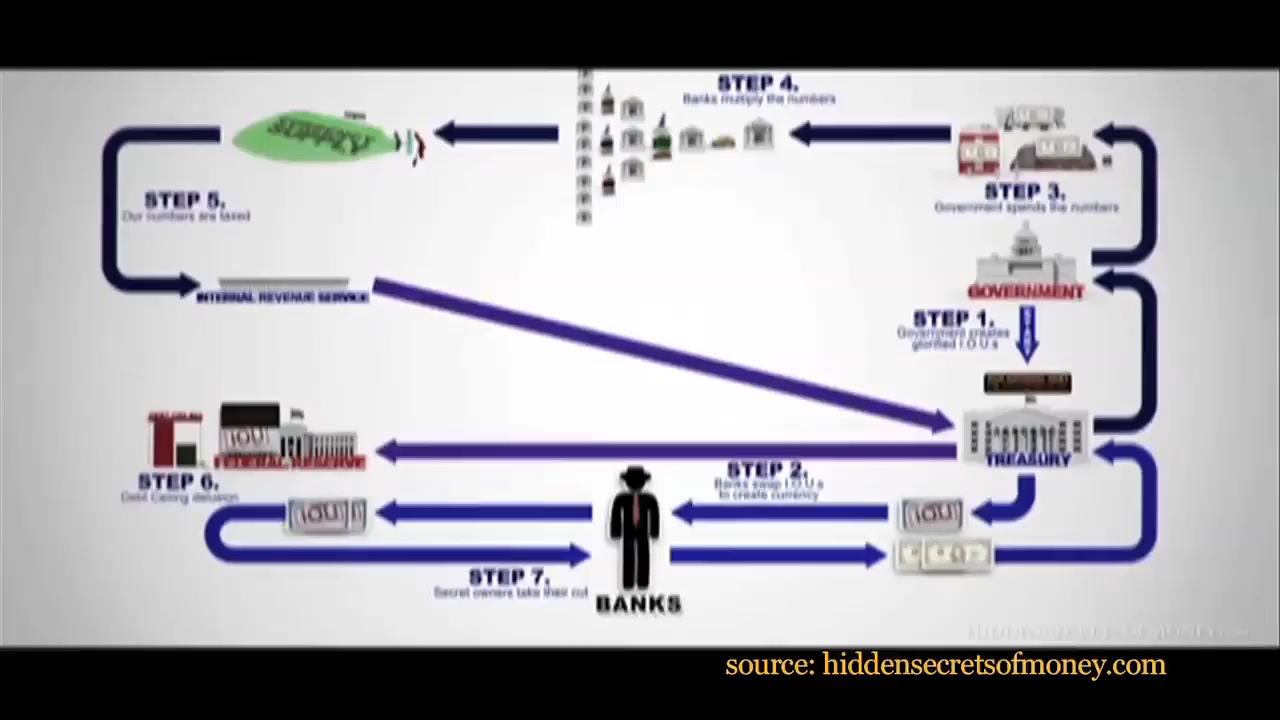 STEP 4.
Banks multiply the numbers
SUPPLY
STEP 5.
Our numbers are taxed
STEP 3.
Government spends the numbers
INTERNAL REVENUE SERVICE
GOVERNMENT
STEP 1.
Government creates
glorified I.O.U s
TREASURY
IOU
FEDERAL RESERVE
STEP 6.
Debt Ceiling delusion
STEP 2.
Banks swap I.O.U s
to create currency
IOU
IOU
STEP 7.
Secret owners take their cut
BANKS
source: hiddensecretsofmoney.com